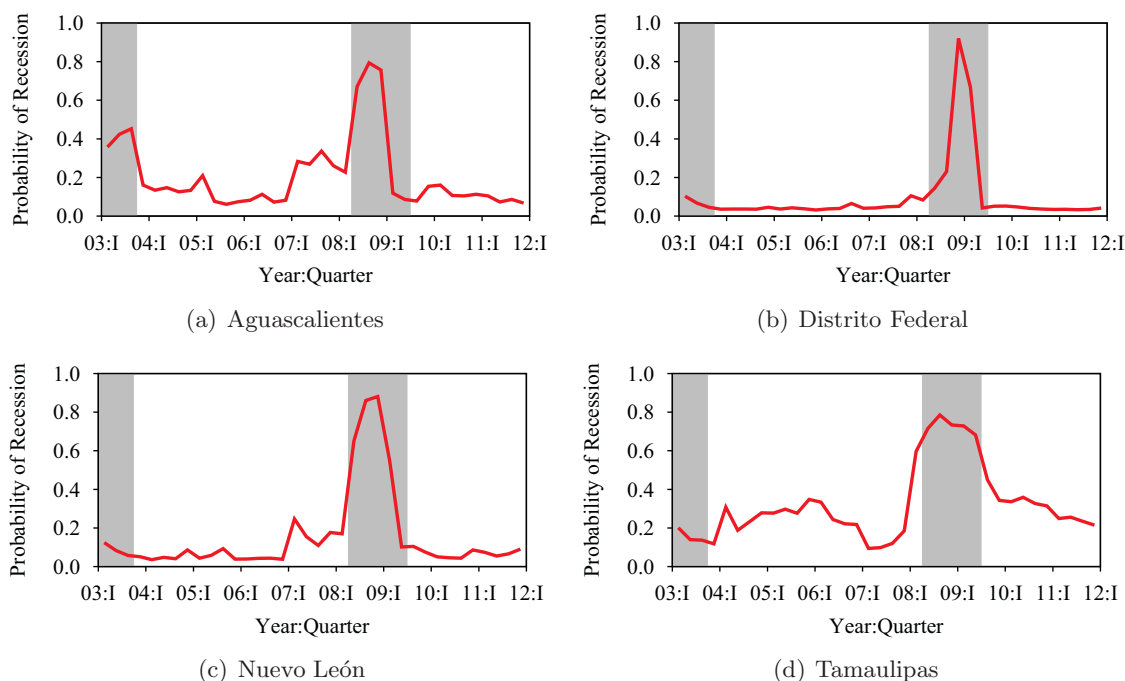 Probability of Recession
1.0
0.8
0.6
0.4
0.2
0.0
03:I 04:I 05:I 06:I 07:I 08:I 09:I 10:I 11:I 12:I
Year:Quarter
(a) Aguascalientes
Probability of Recession
1.0
0.8
0.6
0.4
0.2
0.0
03:I 04:I 05:I 06:I 07:I 08:I 09:I 10:I 11:I 12:I
Year:Quarter
(b) Distrito Federal
Probability of Recession
1.0
0.8
0.6
0.4
0.2
0.0
03:I 04:I 05:I 06:I 07:I 08:I 09:I 10:I 11:I 12:I
Year:Quarter
(c) Nuevo León
Probability of Recession
1.0
0.8
0.6
0.4
0.2
0.0
03:I 04:I 05:I 06:I 07:I 08:I 09:I 10:I 11:I 12:I
Year:Quarter
(d) Tamaulipas